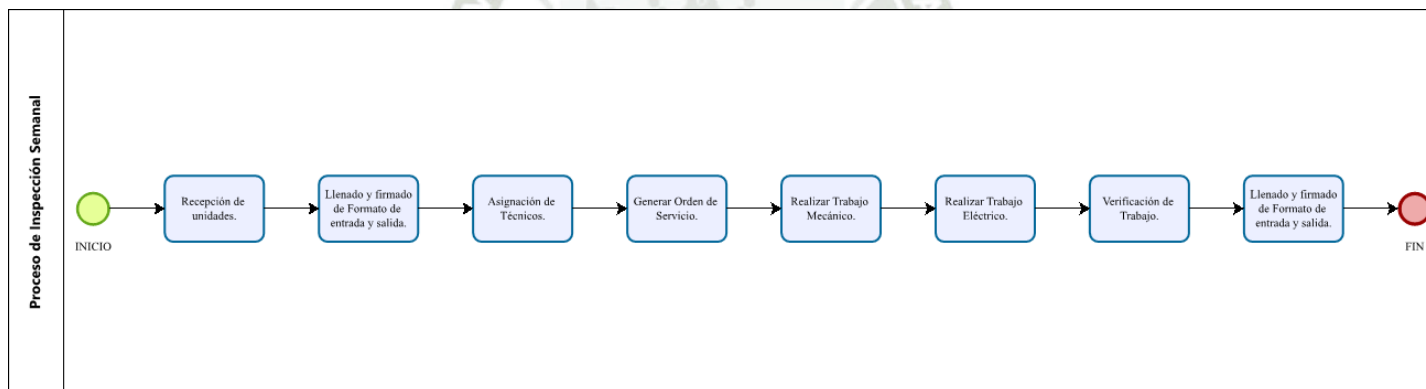 Proceso de Inspección Semanal
INICIO
Recepción de
unidades.
Llenado y firmado
de Formato de
entrada y salida.
Asignación de
Técnicos.
Generar Orden de
Servicio.
Realizar Trabajo
Mecánico.
Realizar Trabajo
Eléctrico.
Verificación de
Trabajo.
Llenado y firmado
de Formato de
entrada y salida.
FIN